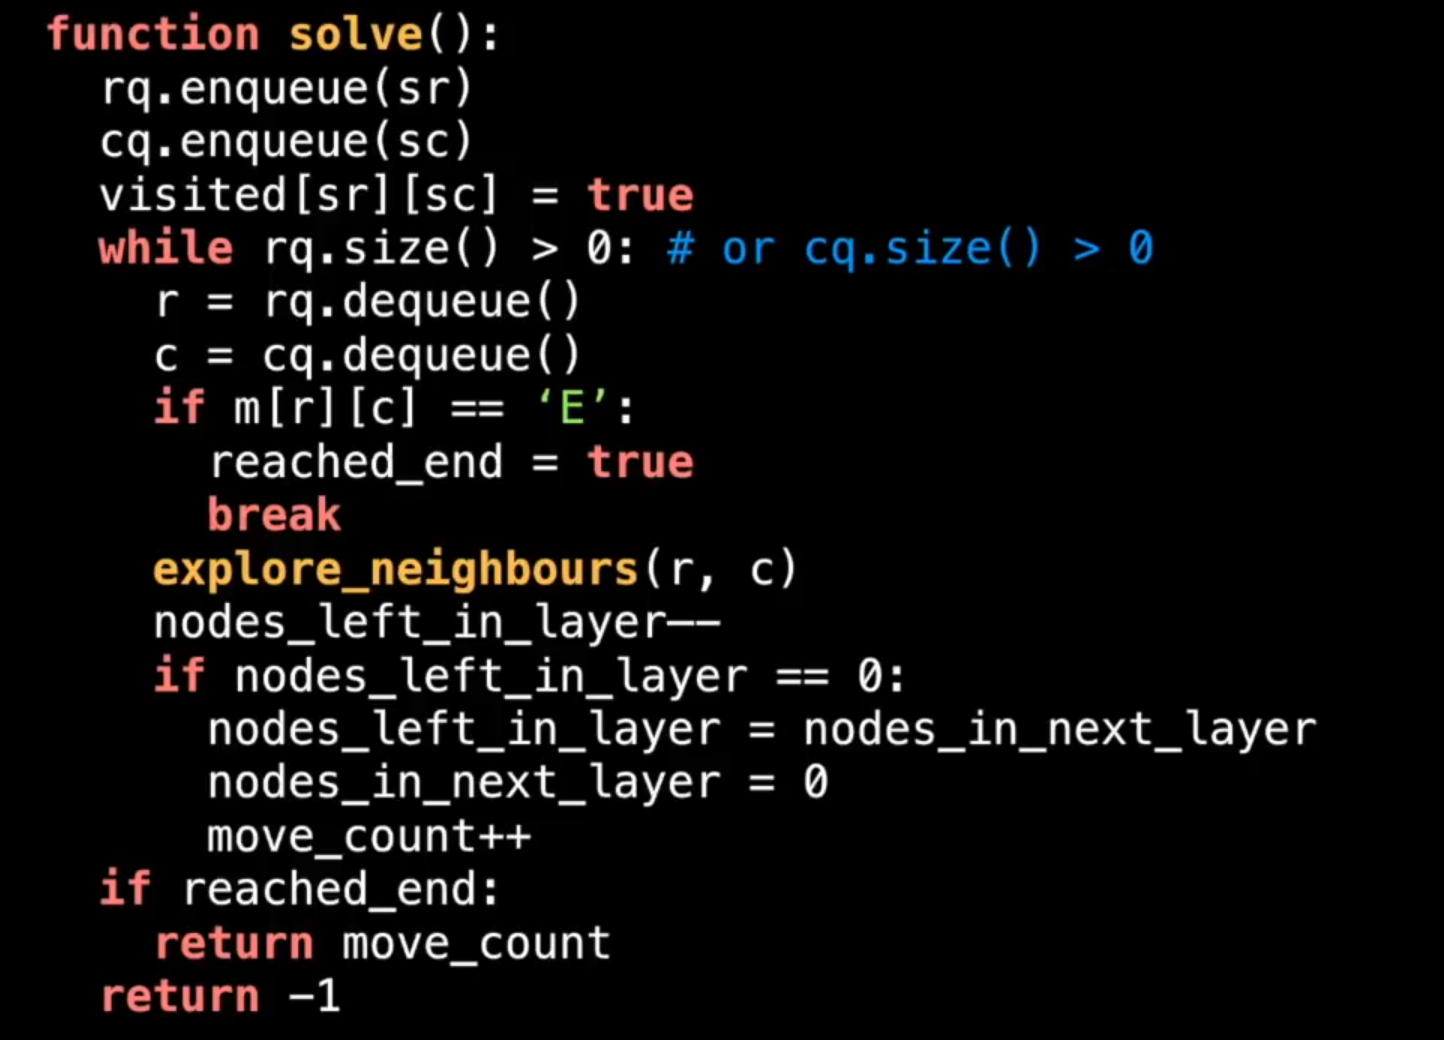 function solve():
  rq.enqueue(sr)
  cq.enqueue(sc)
  visited[sr][sc] = true
  while rq.size() > 0: # or cq.size() > 0
    r = rq.dequeue()
    c = cq.dequeue()
    if m[r][c] == ‘E’:
      reached_end = true
      break
    explore_neighbours(r, c)
    nodes_left_in_layer--
    if nodes_left_in_layer == 0:
      nodes_left_in_layer = nodes_in_next_layer
      nodes_in_next_layer = 0
      move_count++
  if reached_end:
    return move_count
  return -1